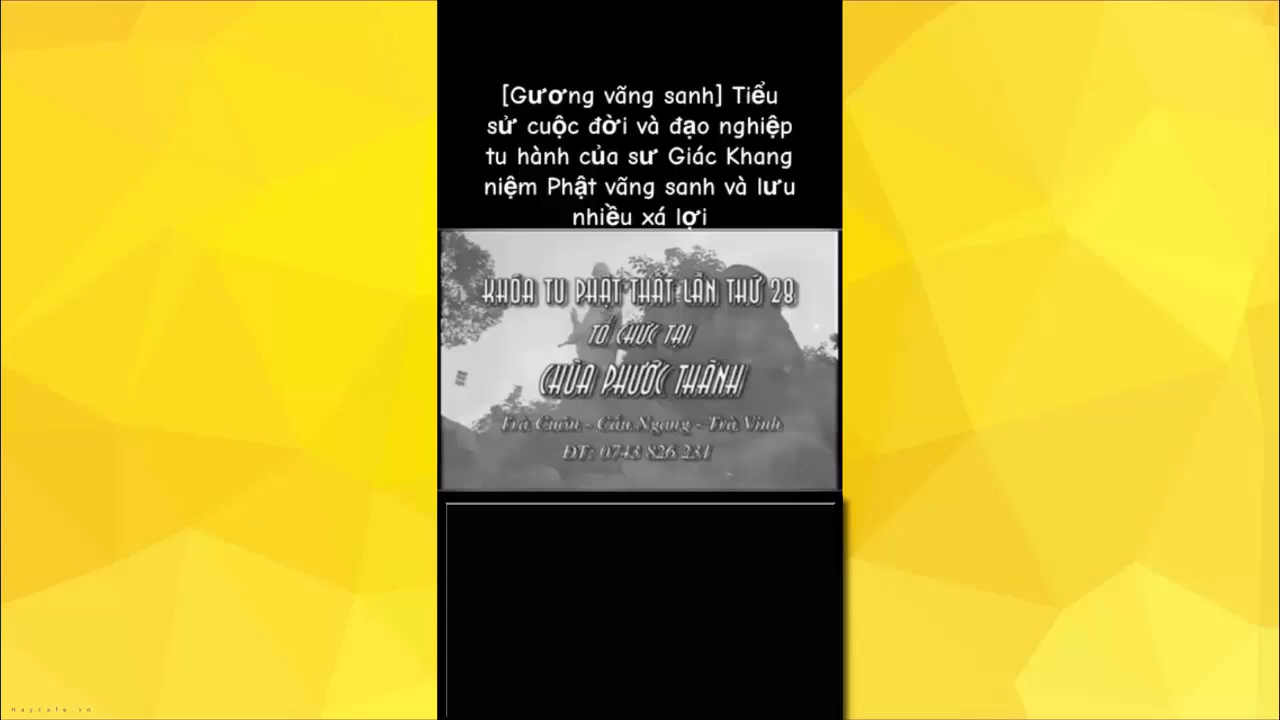 [Gương vãng sanh] Tiểu
sử cuộc đời và đạo nghiệp
tu hành của sư Giác Khang
niệm Phật vãng sanh và lưu
nhiều xá lợi
KHÓA TU PHẬT THẤT LẦN THỨ 28
TỔ CHỨC TẠI
CHÙA PHƯỚC THÀNH
Trà Cuôn - Cầu Ngang - Trà Vinh
ĐT: 0743 826 231
Haycafe.vn